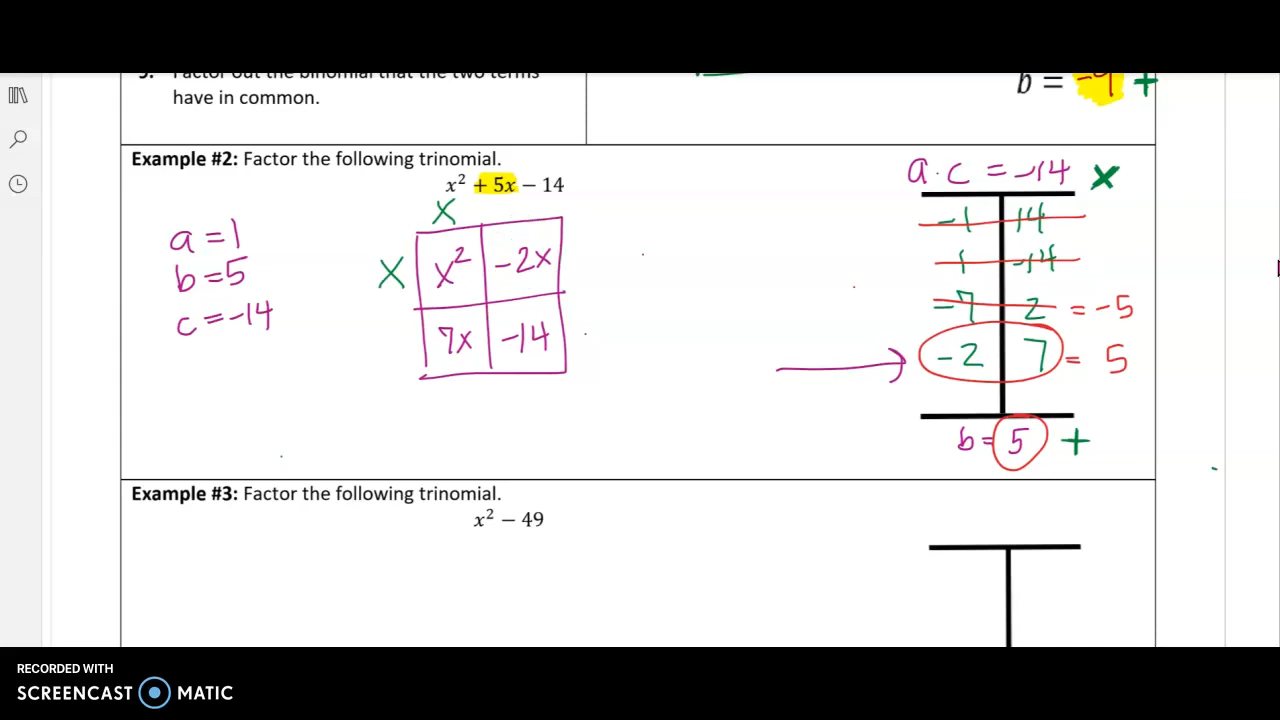 Factor out the binomial that the two terms
have in common.
b = -9 +
Example #2: Factor the following trinomial.
x² + 5x − 14
a = 1
b = 5
c = -14
x
x
x² -2x
7x -14
a · c = -14 x
-1 14
1 -14
-7 2 = -5
-2 7 = 5
b = 5 +
Example #3: Factor the following trinomial.
x² − 49
RECORDED WITH
SCREENCAST MATIC